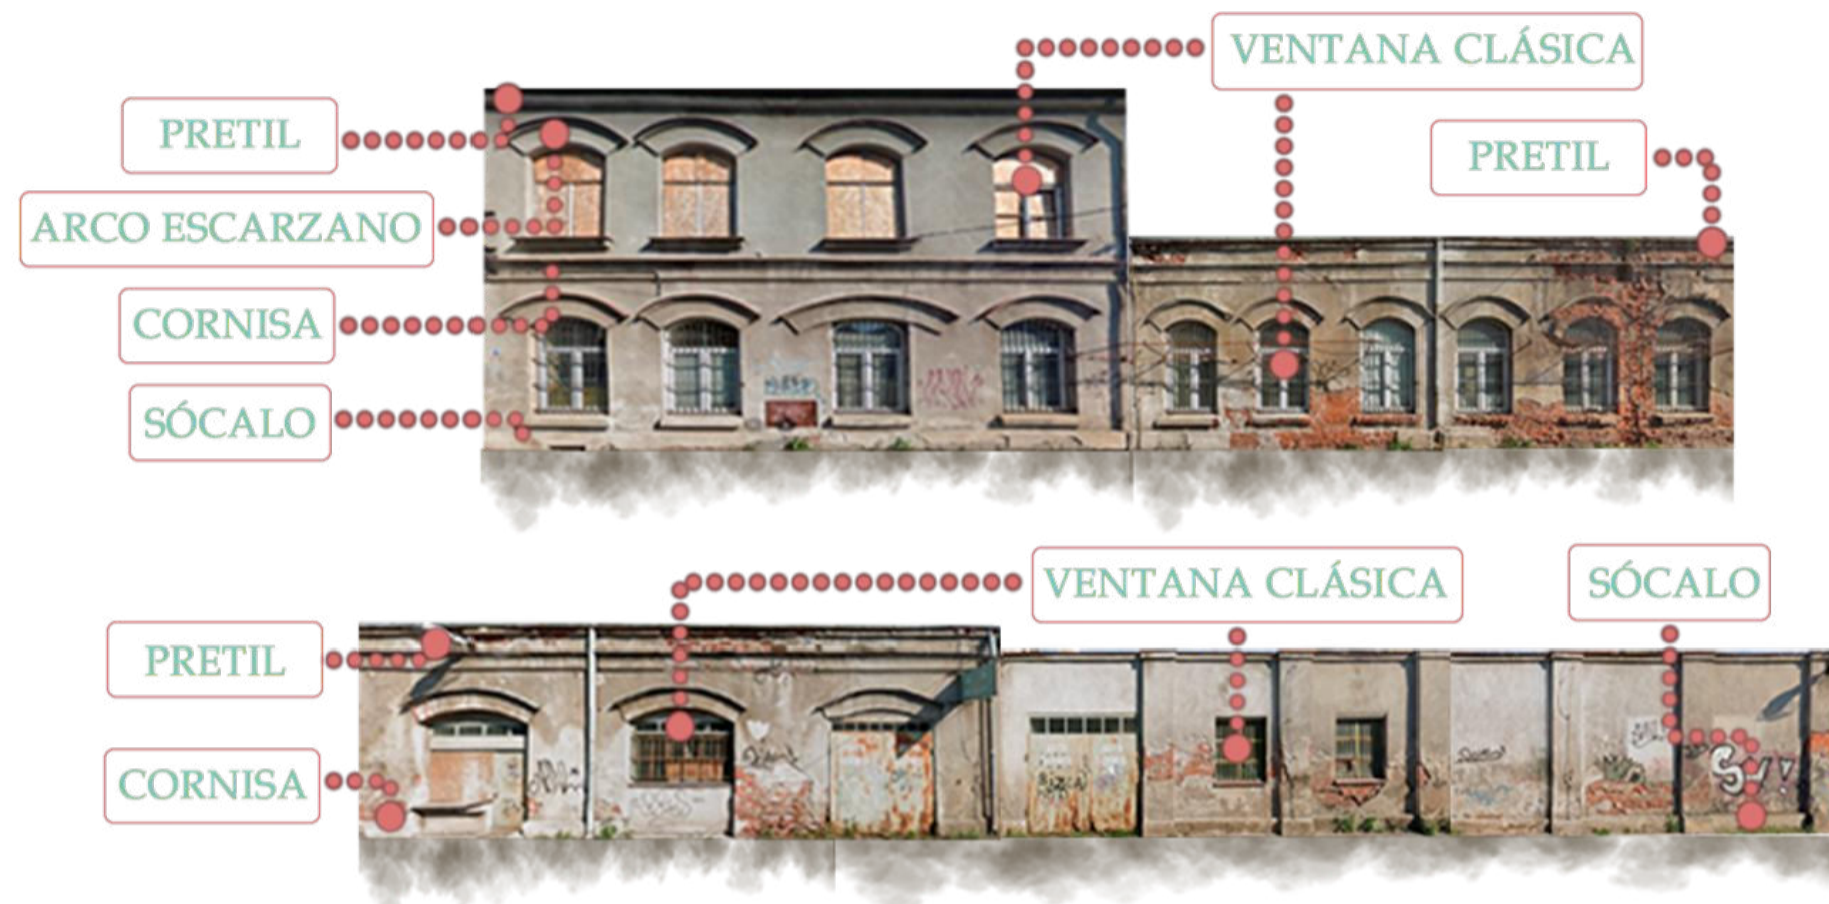 VENTANA CLÁSICA
PRETIL
PRETIL
ARCO ESCARZANO
CORNISA
SÓCALO
VENTANA CLÁSICA
SÓCALO
PRETIL
CORNISA